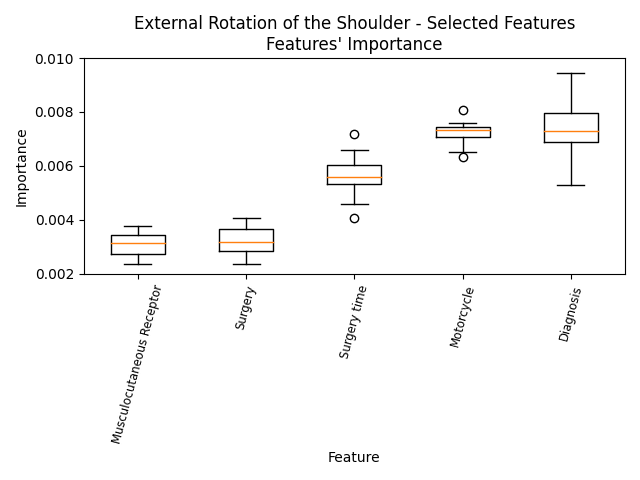 External Rotation of the Shoulder - Selected Features
Features' Importance
0.010
0.008
0.006
0.004
0.002
Importance
Musculocutaneous Receptor
Surgery
Surgery time
Motorcycle
Diagnosis
Feature